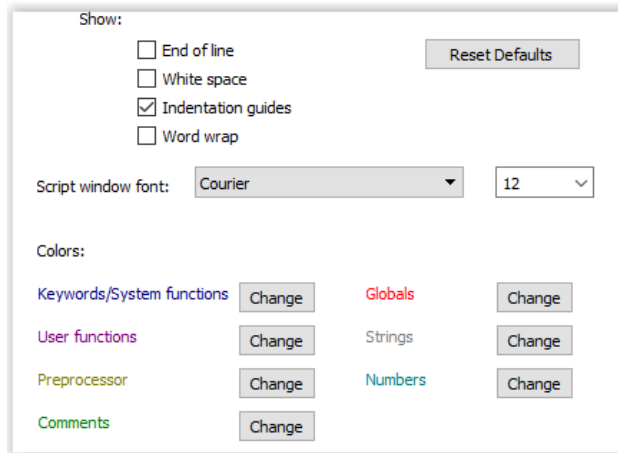 Show:
End of line
Reset Defaults
White space
Indentation guides
Word wrap
Script window font: Courier 12
Colors:
Keywords/System functions Change Globals Change
User functions Change Strings Change
Preprocessor Change Numbers Change
Comments Change